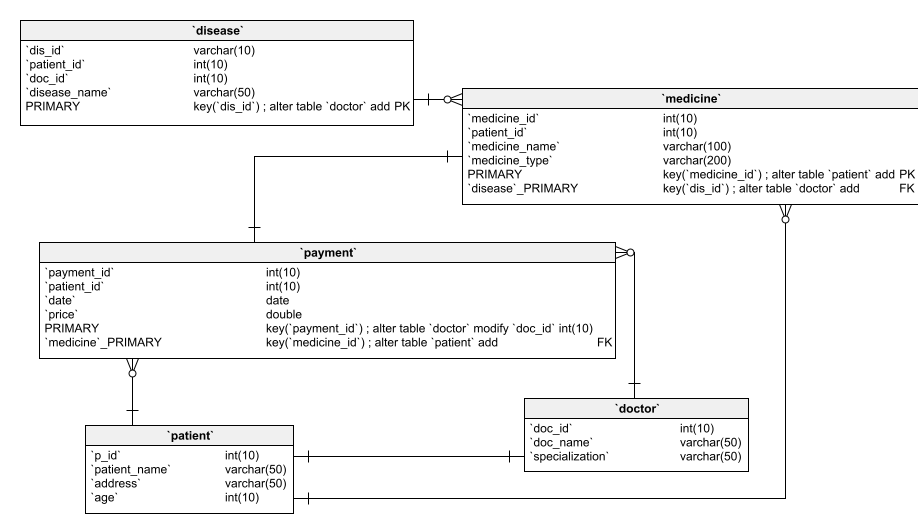 `disease`
`dis_id` varchar(10)
`patient_id` int(10)
`doc_id` int(10)
`disease_name` varchar(50)
PRIMARY key(`dis_id`) ; alter table `doctor` add PK
`medicine`
`medicine_id` int(10)
`patient_id` int(10)
`medicine_name` varchar(100)
`medicine_type` varchar(200)
PRIMARY key(`medicine_id`) ; alter table `patient` add PK
`disease`_PRIMARY key(`dis_id`) ; alter table `doctor` add FK
`payment`
`payment_id` int(10)
`patient_id` int(10)
`date` date
`price` double
PRIMARY key(`payment_id`) ; alter table `doctor` modify `doc_id` int(10)
`medicine`_PRIMARY key(`medicine_id`) ; alter table `patient` add FK
`doctor`
`doc_id` int(10)
`doc_name` varchar(50)
`specialization` varchar(50)
`patient`
`p_id` int(10)
`patient_name` varchar(50)
`address` varchar(50)
`age` int(10)